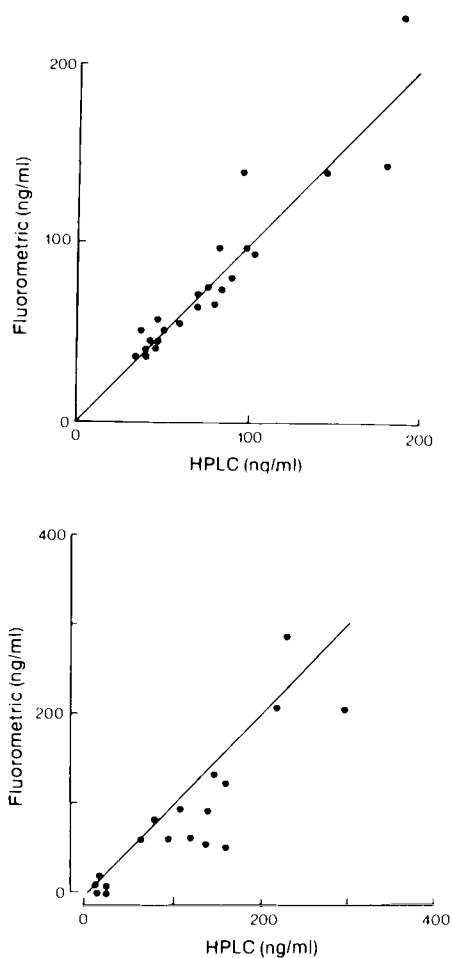 200
Fluorometric (ng/ml)
100
0
0 100 200
HPLC (ng/ml)
400
Fluorometric (ng/ml)
200
0
0 200 400
HPLC (ng/ml)